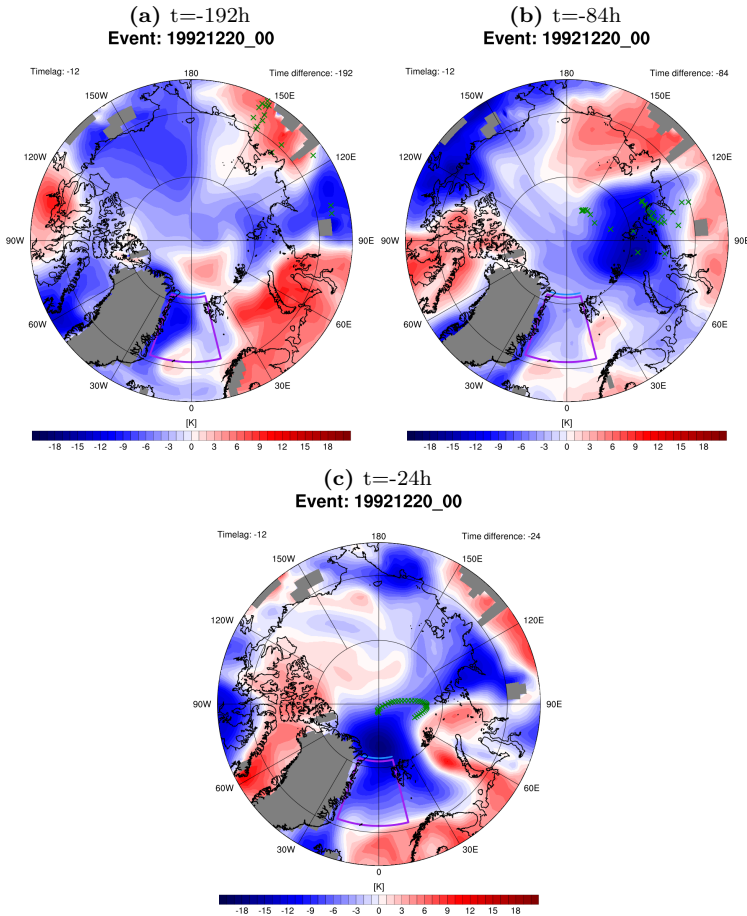 (a) t=-192h
Event: 19921220_00
Timelag: -12
Time difference: -192
180
150W
150E
120W
120E
90W
90E
60W
60E
30W
30E
0
[K]
-18 -15 -12 -9 -6 -3 0 3 6 9 12 15 18
(b) t=-84h
Event: 19921220_00
Timelag: -12
Time difference: -84
180
150W
150E
120W
120E
90W
90E
60W
60E
30W
30E
0
[K]
-18 -15 -12 -9 -6 -3 0 3 6 9 12 15 18
(c) t=-24h
Event: 19921220_00
Timelag: -12
Time difference: -24
180
150W
150E
120W
120E
90W
90E
60W
60E
30W
30E
0
[K]
-18 -15 -12 -9 -6 -3 0 3 6 9 12 15 18